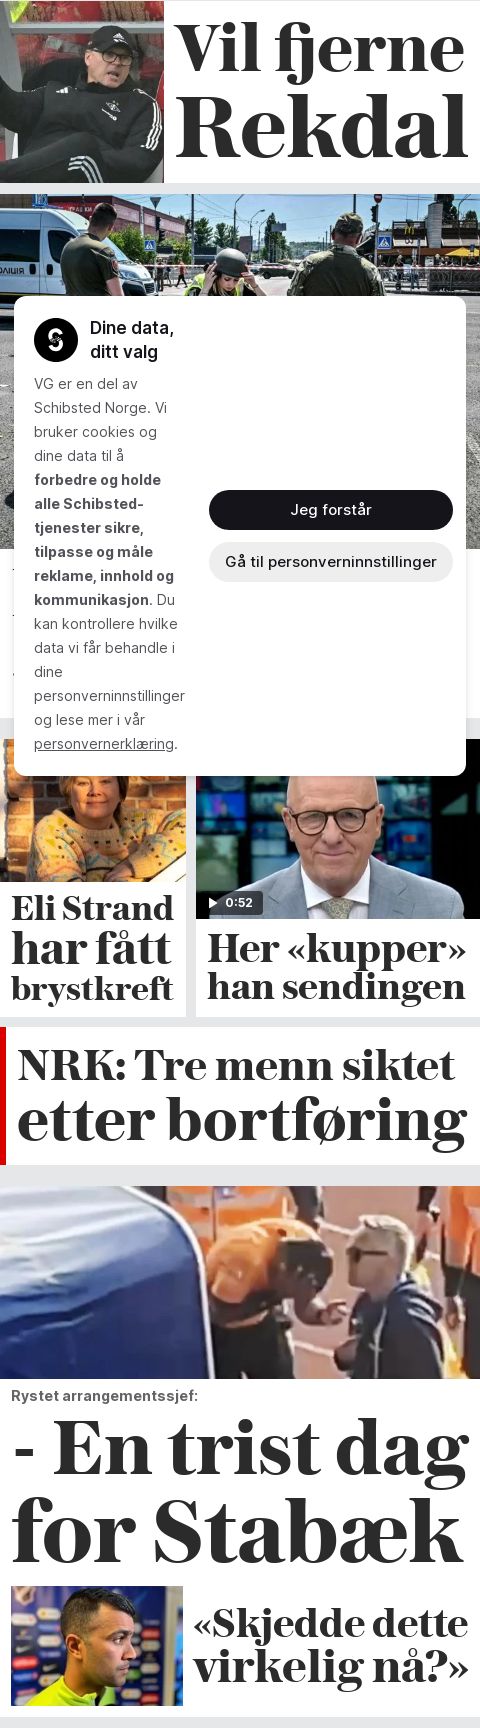 Vil fjerne
Rekdal
Dine data,
ditt valg
VG er en del av
Schibsted Norge. Vi
bruker cookies og
dine data til å
forbedre og holde
alle Schibsted-
tjenester sikre,
tilpasse og måle
reklame, innhold og
kommunikasjon. Du
kan kontrollere hvilke
data vi får behandle i
dine
personverninnstillinger
og lese mer i vår
personvernerklæring.
Jeg forstår
Gå til personverninnstillinger
0:52
Eli Strand
har fått
brystkreft
Her «kupper»
han sendingen
NRK: Tre menn siktet
etter bortføring
Rystet arrangementssjef:
- En trist dag
for Stabæk
«Skjedde dette
virkelig nå?»